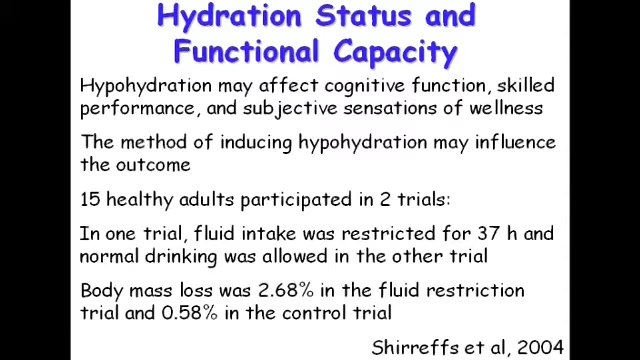 Hydration Status and
Functional Capacity
Hypohydration may affect cognitive function, skilled
performance, and subjective sensations of wellness
The method of inducing hypohydration may influence
the outcome
15 healthy adults participated in 2 trials:
In one trial, fluid intake was restricted for 37 h and
normal drinking was allowed in the other trial
Body mass loss was 2.68% in the fluid restriction
trial and 0.58% in the control trial
Shirreffs et al, 2004